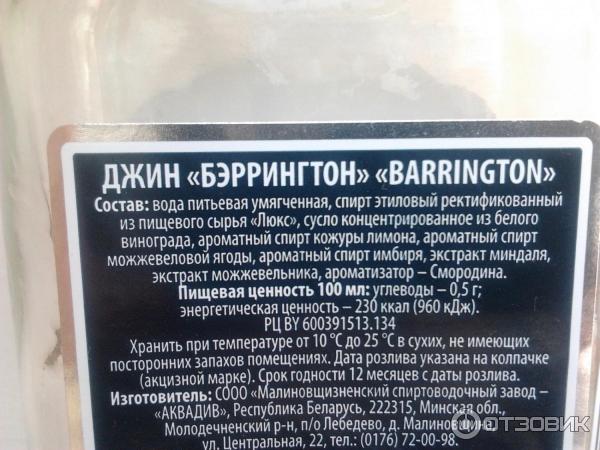 ДЖИН «БЭРРИНГТОН» «BARRINGTON»
Состав: вода питьевая умягченная, спирт этиловый ректификованный
из пищевого сырья «Люкс», сусло концентрированное из белого
винограда, ароматный спирт кожуры лимона, ароматный спирт
можжевеловой ягоды, ароматный спирт имбиря, экстракт миндаля,
экстракт можжевельника, ароматизатор – Смородина.
Пищевая ценность 100 мл: углеводы – 0,5 г;
энергетическая ценность – 230 ккал (960 кДж).
РЦ BY 600391513.134
Хранить при температуре от 10 °С до 25 °С в сухих, не имеющих
посторонних запахов помещениях. Дата розлива указана на колпачке
(акцизной марке). Срок годности 12 месяцев с даты розлива.
Изготовитель: СООО «Малиновщизненский спиртоводочный завод –
«АКВАДИВ», Республика Беларусь, 222315, Минская обл.,
Молодечненский р-н, п/о Лебедево, д. Малиновщина,
ул. Центральная, 22, тел.: (0176) 72-00-98.
ОТЗОВИК